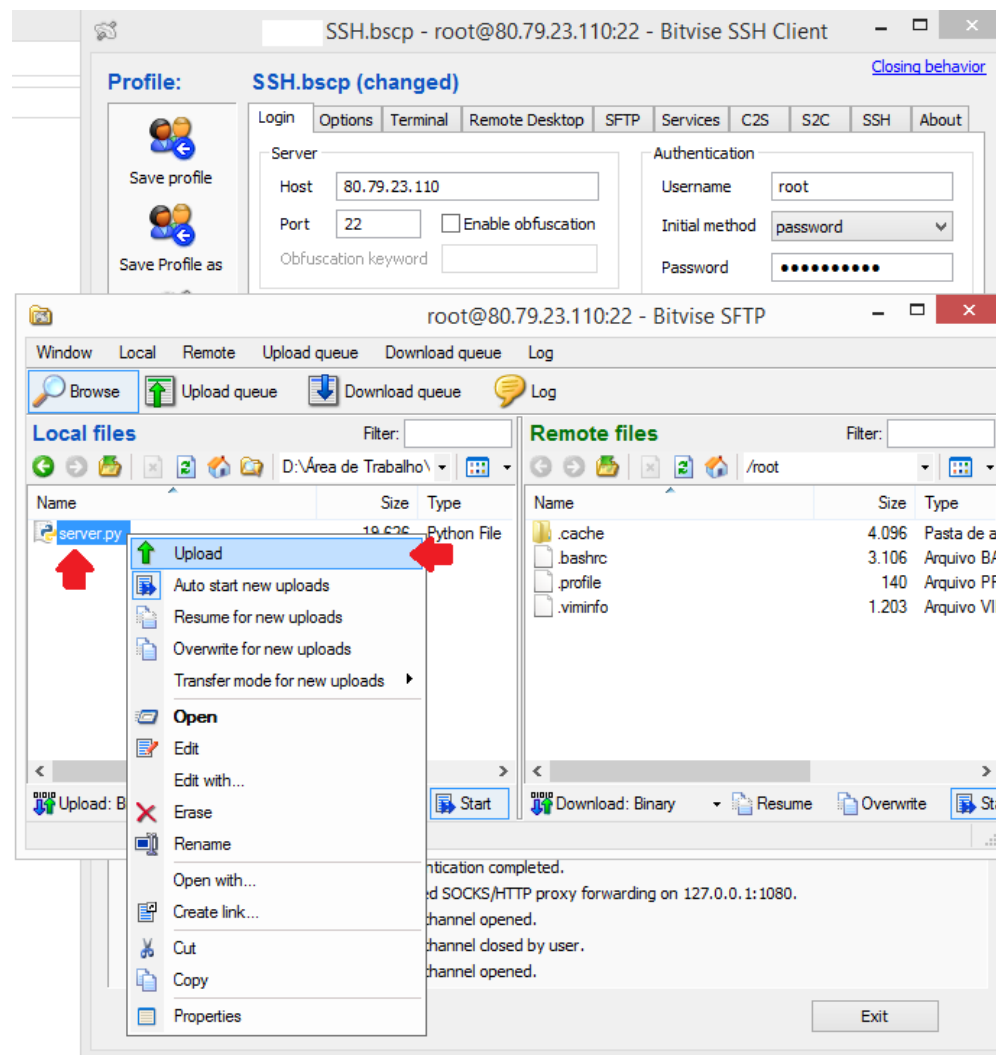 SSH.bscp - root@80.79.23.110:22 - Bitvise SSH Client
Closing behavior
Profile:
SSH.bscp (changed)
Login Options Terminal Remote Desktop SFTP Services C2S S2C SSH About
Save profile
Save Profile as
Server
Host 80.79.23.110
Port 22 Enable obfuscation
Obfuscation keyword
Authentication
Username root
Initial method password
Password ●●●●●●●●●●
root@80.79.23.110:22 - Bitvise SFTP
Window Local Remote Upload queue Download queue Log
Browse Upload queue Download queue Log
Local files Filter:
D:\Área de Trabalho\
Name Size Type
server.py 19.626 Python File
Upload
Auto start new uploads
Resume for new uploads
Overwrite for new uploads
Transfer mode for new uploads
Open
Edit
Edit with...
Erase
Rename
Open with...
Create link...
Cut
Copy
Properties
Upload: B Start
Remote files Filter:
/root
Name Size Type
.cache 4.096 Pasta de a
.bashrc 3.106 Arquivo BA
.profile 140 Arquivo PF
.viminfo 1.203 Arquivo VI
Download: Binary Resume Overwrite St
ntication completed.
d SOCKS/HTTP proxy forwarding on 127.0.0.1:1080.
hannel opened.
hannel closed by user.
hannel opened.
Exit